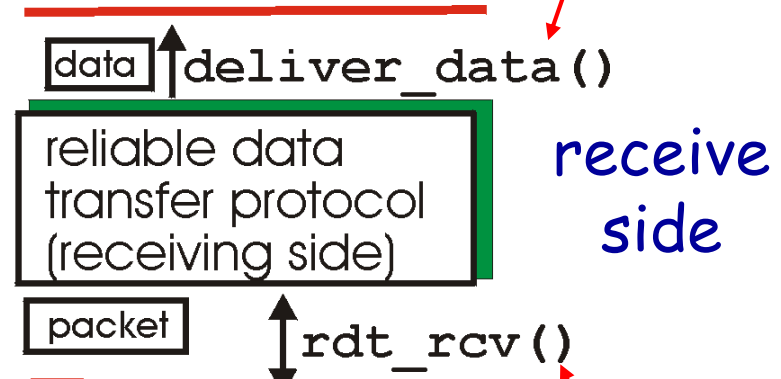 data deliver_data()
reliable data
transfer protocol
(receiving side)
receive
side
packet rdt_rcv()